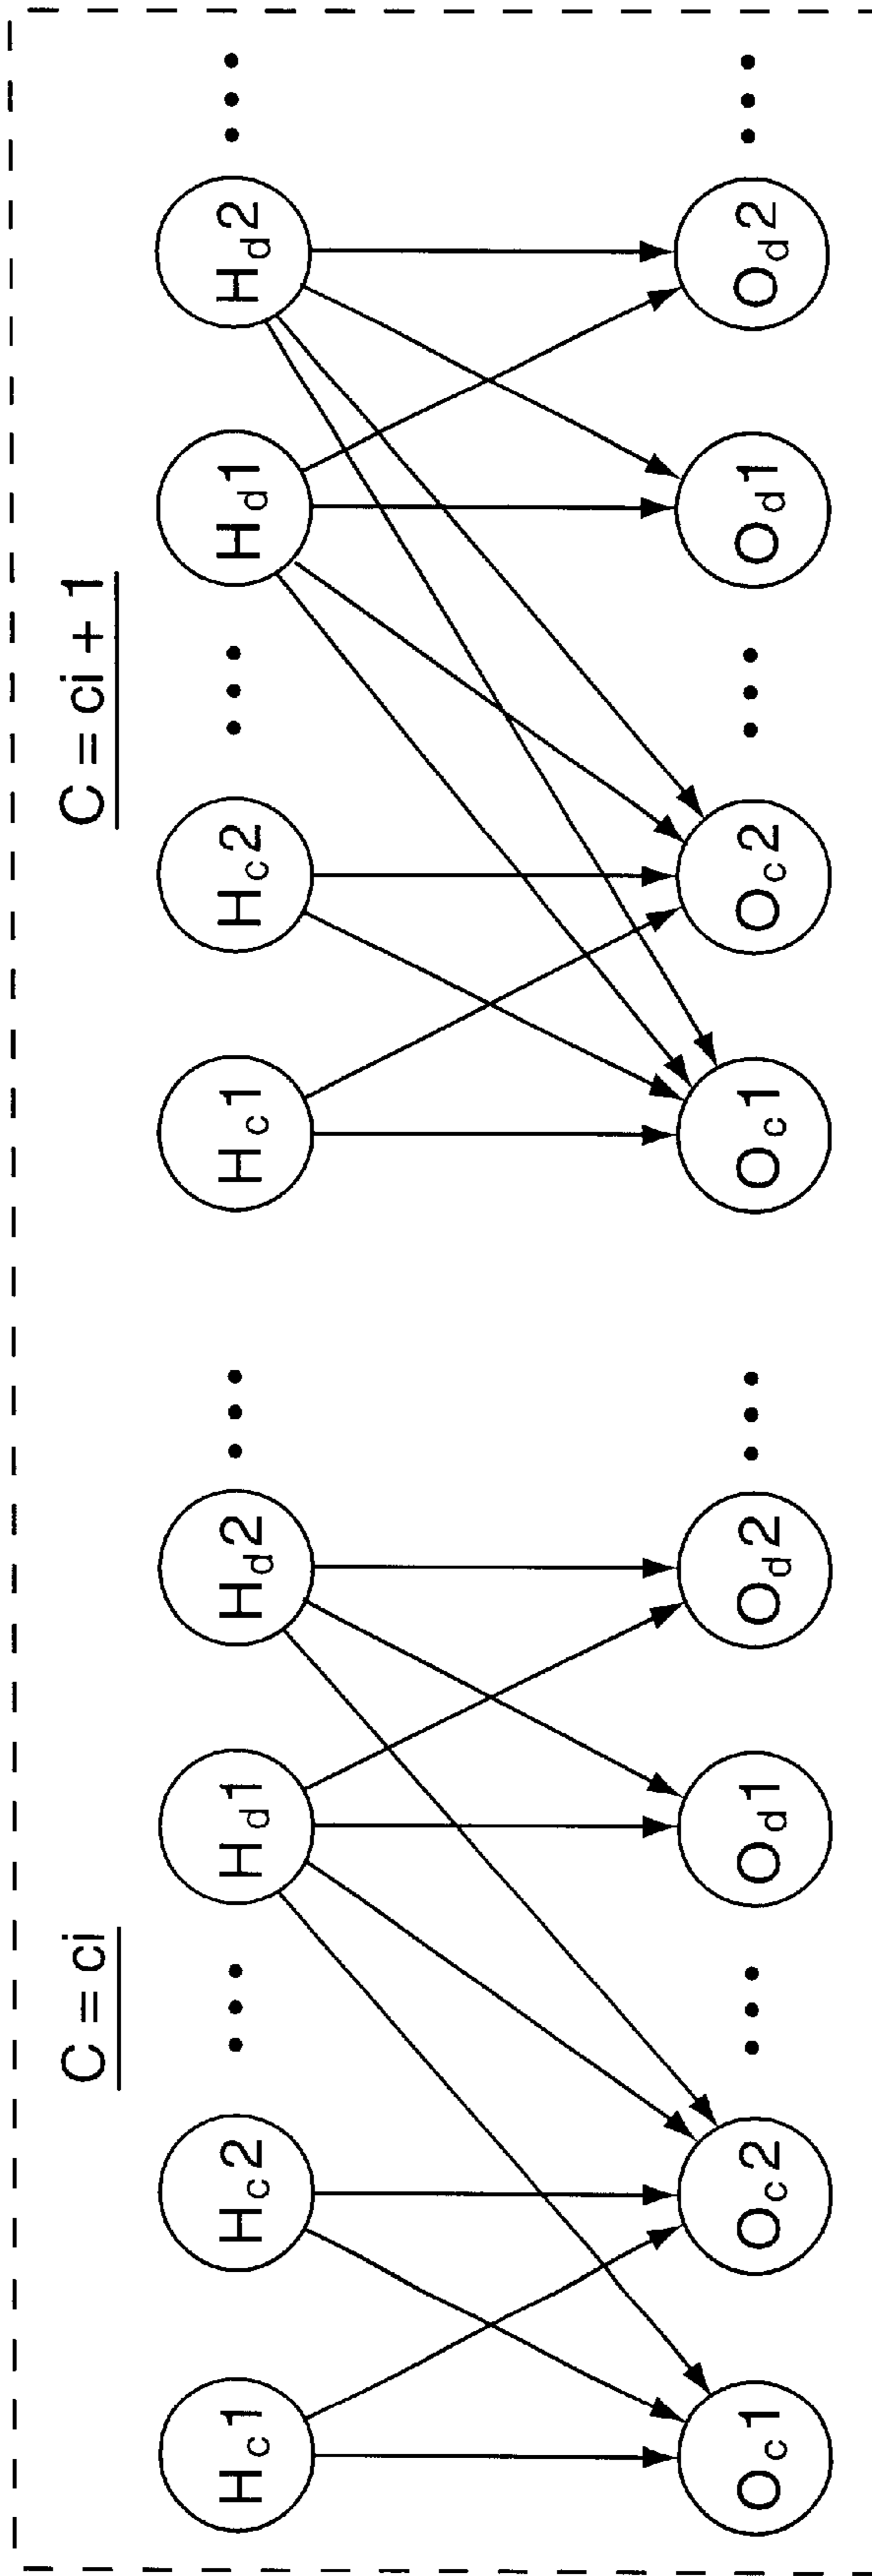 C = ci
C = ci + 1
Hc1 Hc2 ••• Hd1 Hd2 •••
Hc1 Hc2 ••• Hd1 Hd2 •••
Oc1 Oc2 ••• Od1 Od2 •••
Oc1 Oc2 ••• Od1 Od2 •••